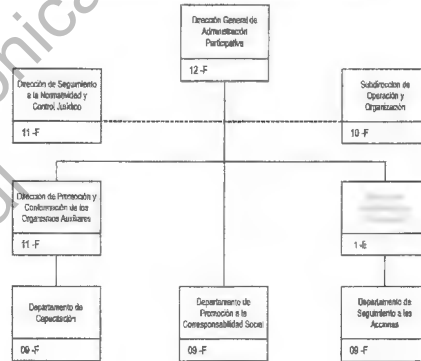 Dirección General de
Administración
Participativa
12 -F
Dirección de Seguimiento
a la Normatividad y
Control Jurídico
11 -F
Subdirección de
Operación y
Organización
10 -F
Dirección de Promoción y
Conformación de los
Organismos Auxiliares
11 -F
Departamento de
Capacitación
09 -F
Departamento de
Promoción a la
Corresponsabilidad Social
09 -F
Departamento de
Seguimiento a las
Acciones
09 -F